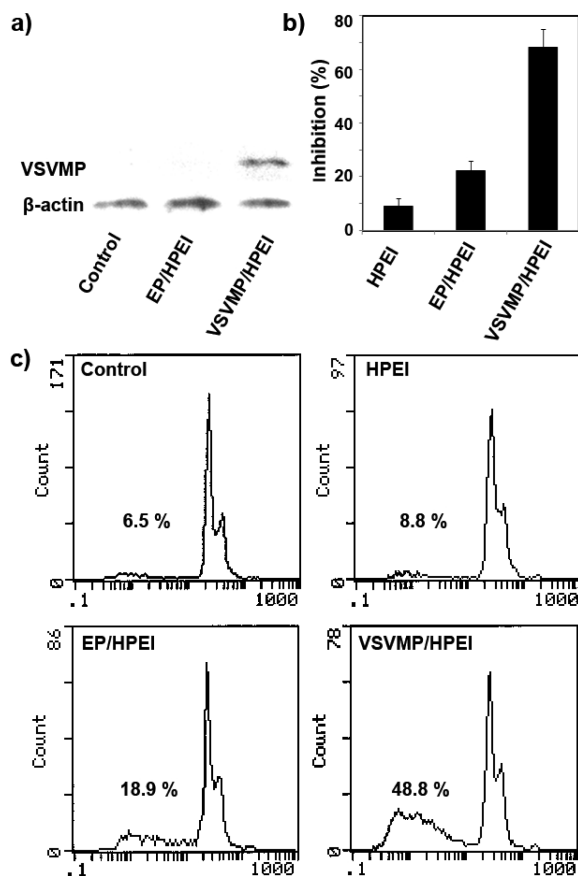 a)
VSVMP
β-actin
Control
EP/HPEI
VSVMP/HPEI
b)
Inhibition (%)
80
60
40
20
0
HPEI
EP/HPEI
VSVMP/HPEI
c)
Control
171
Count
0
6.5 %
.1
1000
HPEI
97
Count
0
8.8 %
.1
1000
EP/HPEI
86
Count
0
18.9 %
.1
1000
VSVMP/HPEI
78
Count
0
48.8 %
.1
1000